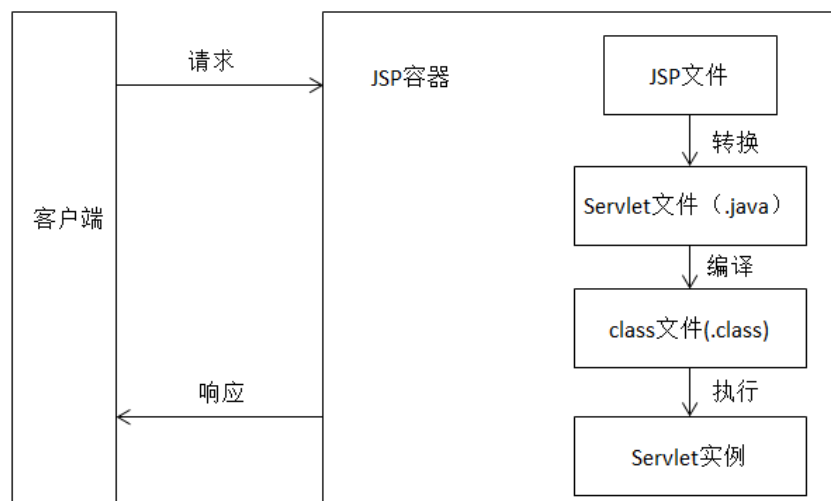 请求
JSP容器
JSP文件
转换
客户端
Servlet文件（.java）
编译
class文件(.class)
执行
响应
Servlet实例